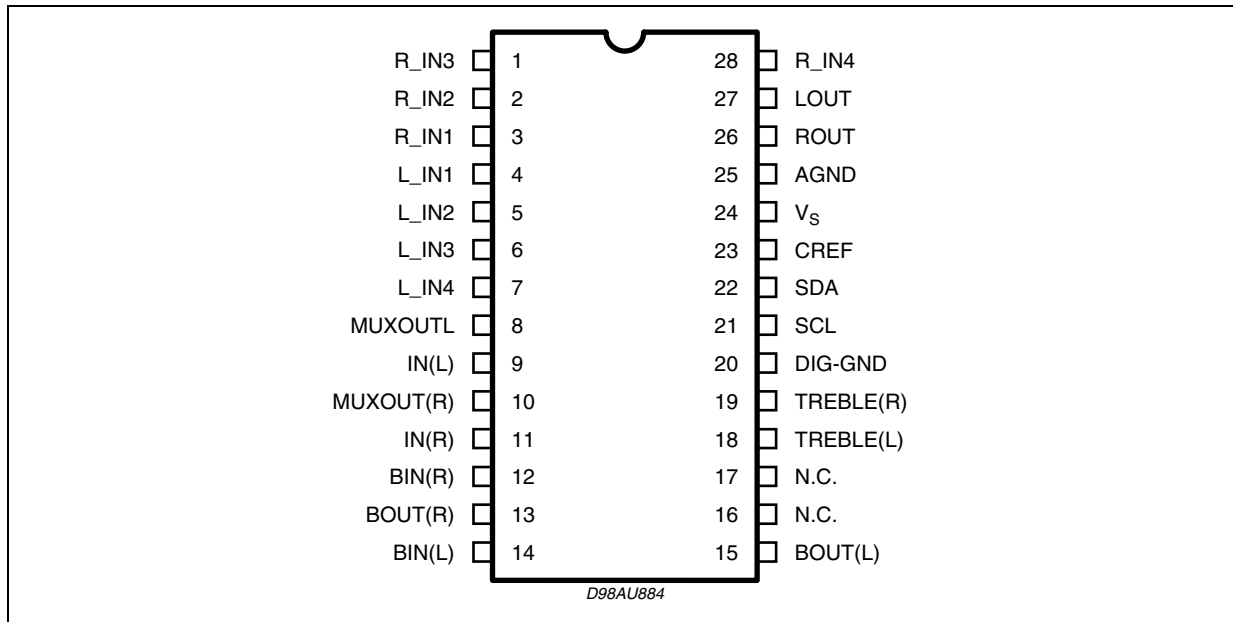 R_IN3 1 28 R_IN4
R_IN2 2 27 LOUT
R_IN1 3 26 ROUT
L_IN1 4 25 AGND
L_IN2 5 24 VS
L_IN3 6 23 CREF
L_IN4 7 22 SDA
MUXOUTL 8 21 SCL
IN(L) 9 20 DIG-GND
MUXOUT(R) 10 19 TREBLE(R)
IN(R) 11 18 TREBLE(L)
BIN(R) 12 17 N.C.
BOUT(R) 13 16 N.C.
BIN(L) 14 15 BOUT(L)
D98AU884